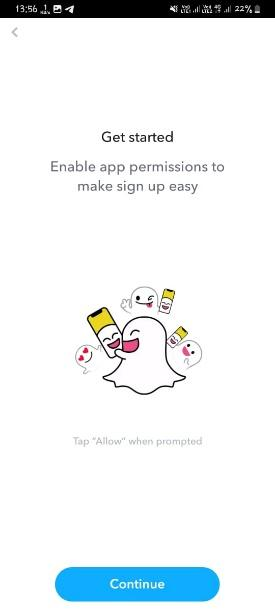 13:56
22%
Get started
Enable app permissions to
make sign up easy
Tap "Allow" when prompted
Continue